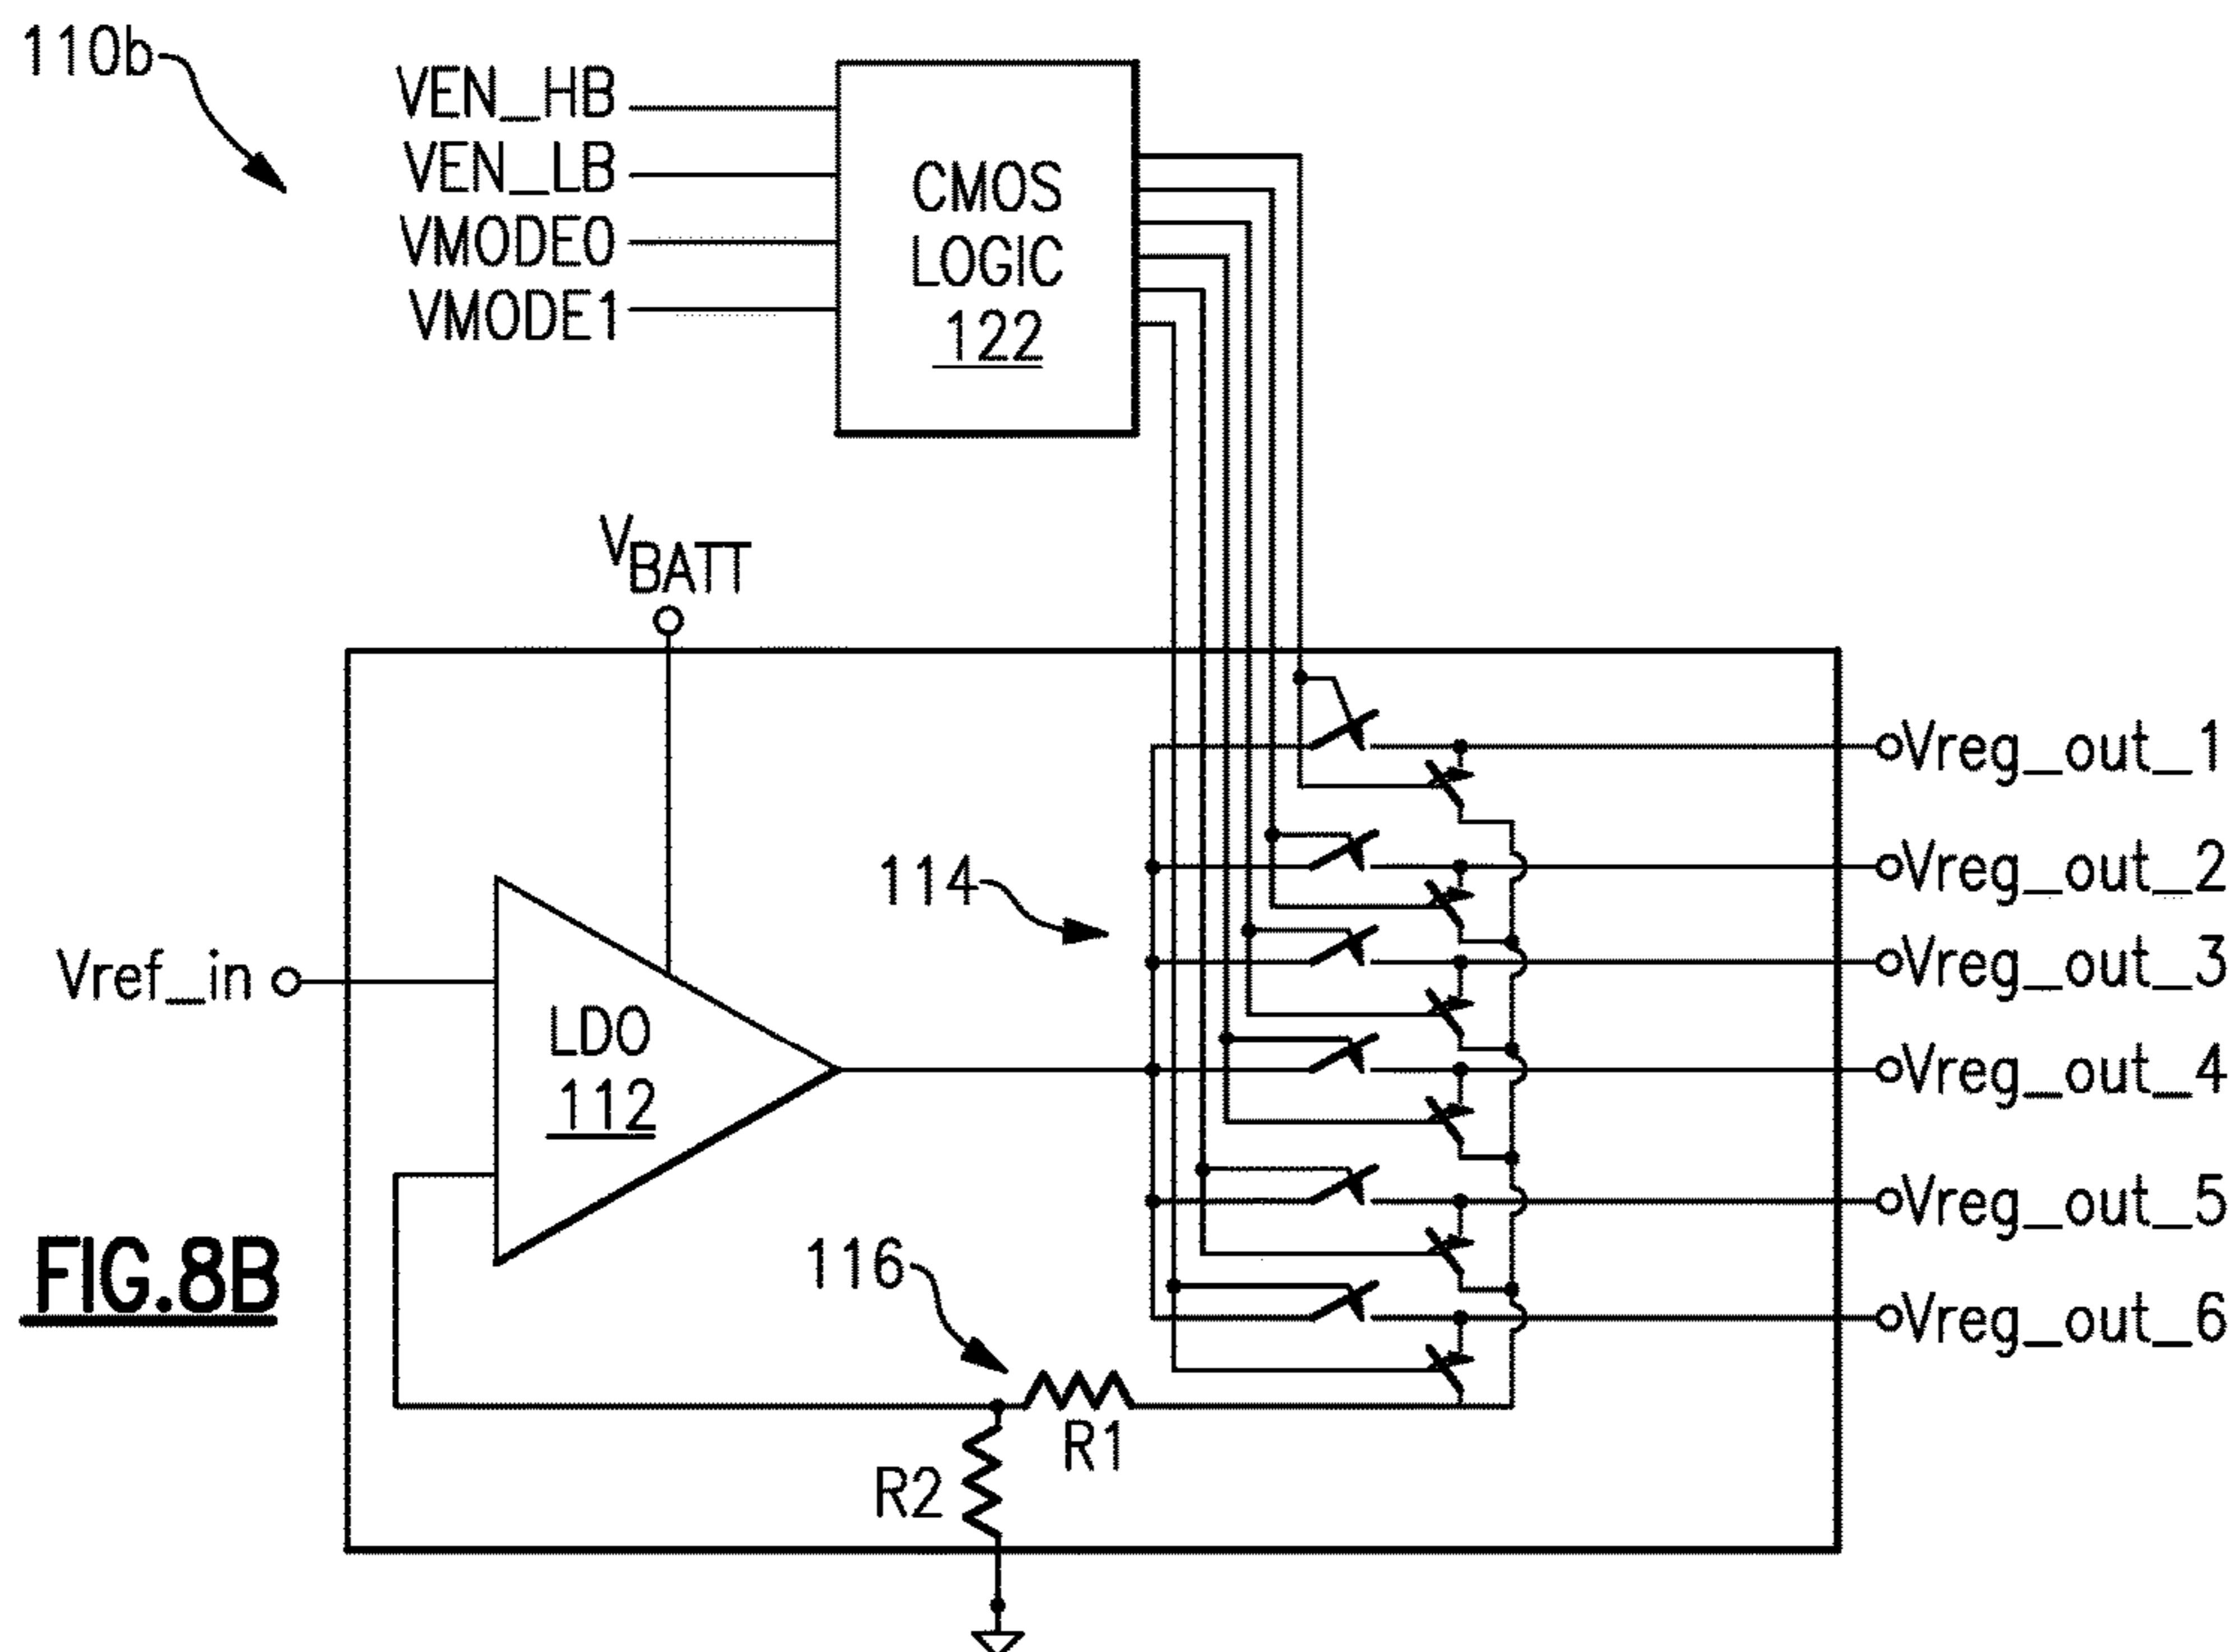 110b
VEN_HB
VEN_LB
VMODE0
VMODE1
CMOS
LOGIC
122
VBATT
Vreg_out_1
114
Vreg_out_2
Vref_in
Vreg_out_3
LDO
112
Vreg_out_4
Vreg_out_5
116
FIG.8B
Vreg_out_6
R1
R2